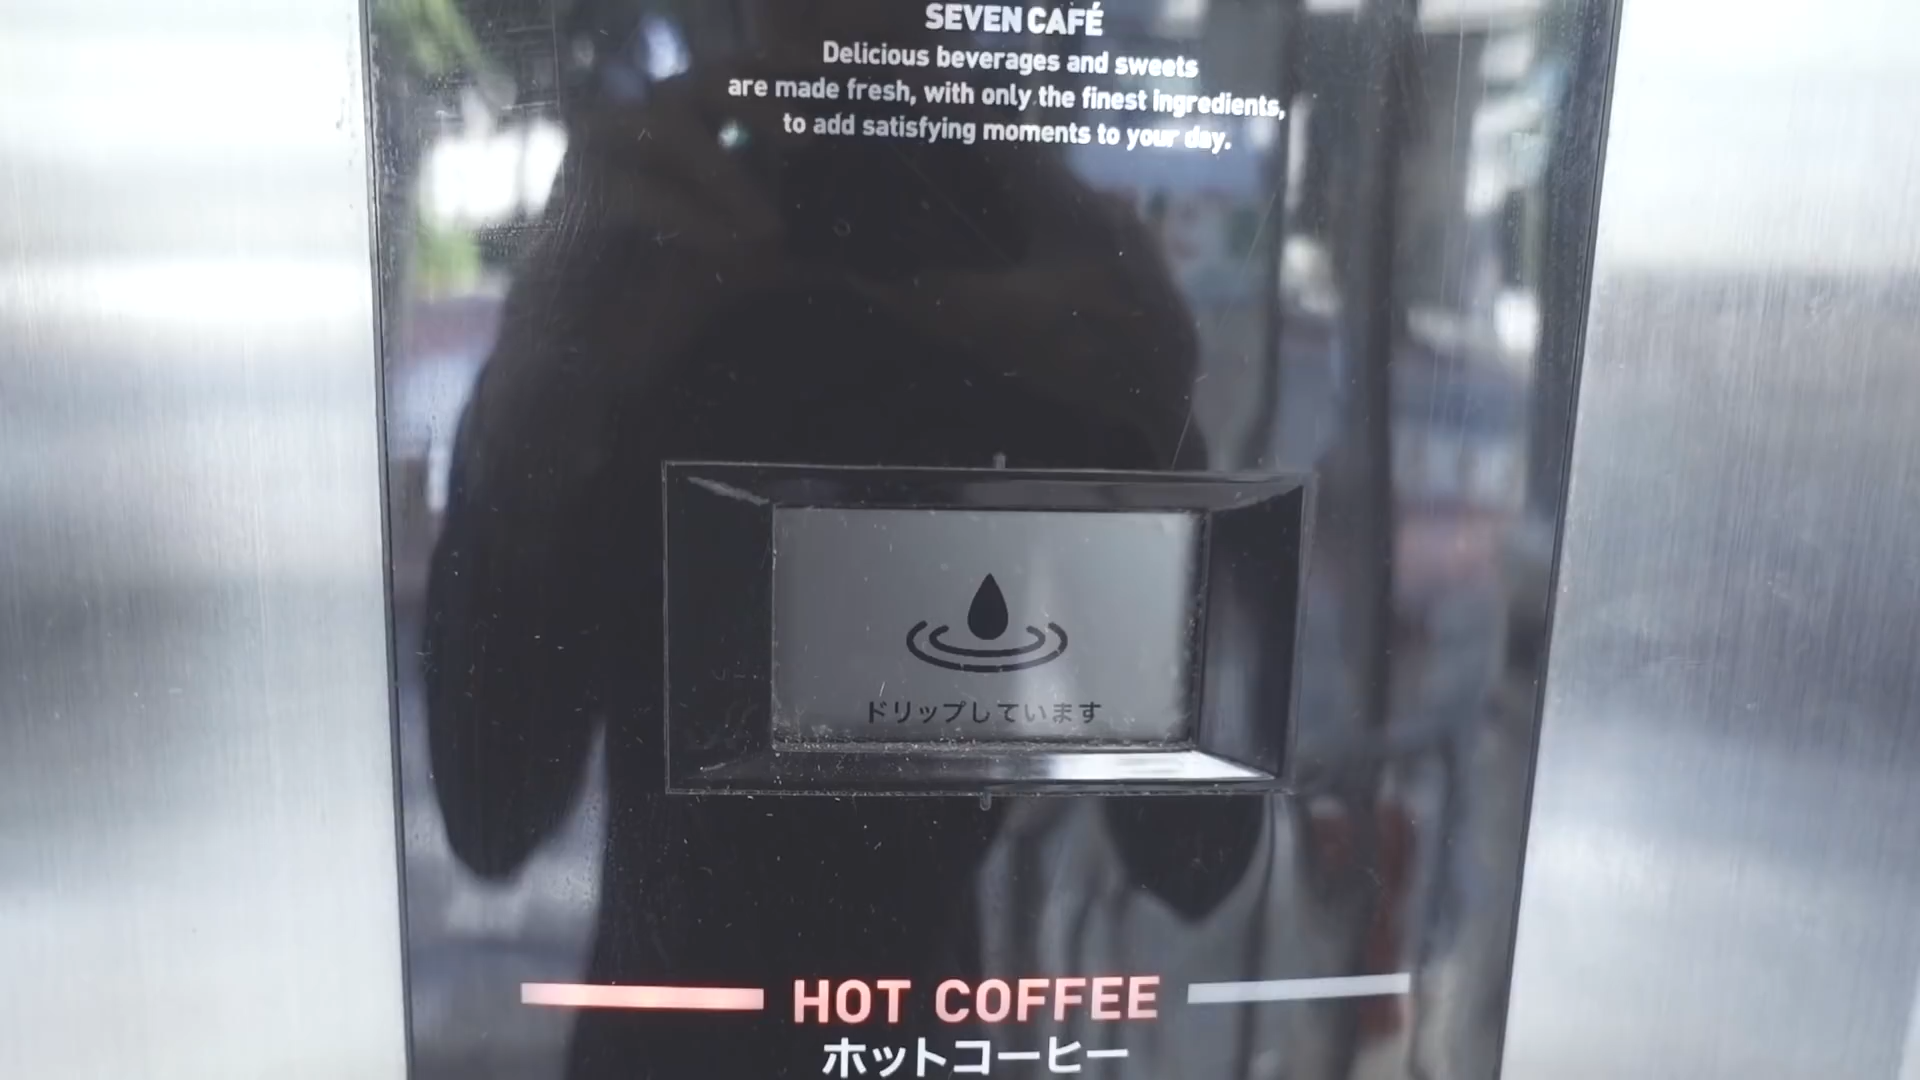 SEVEN CAFÉ
Delicious beverages and sweets
are made fresh, with only the finest ingredients,
to add satisfying moments to your day.
ドリップしています
HOT COFFEE
ホットコーヒー